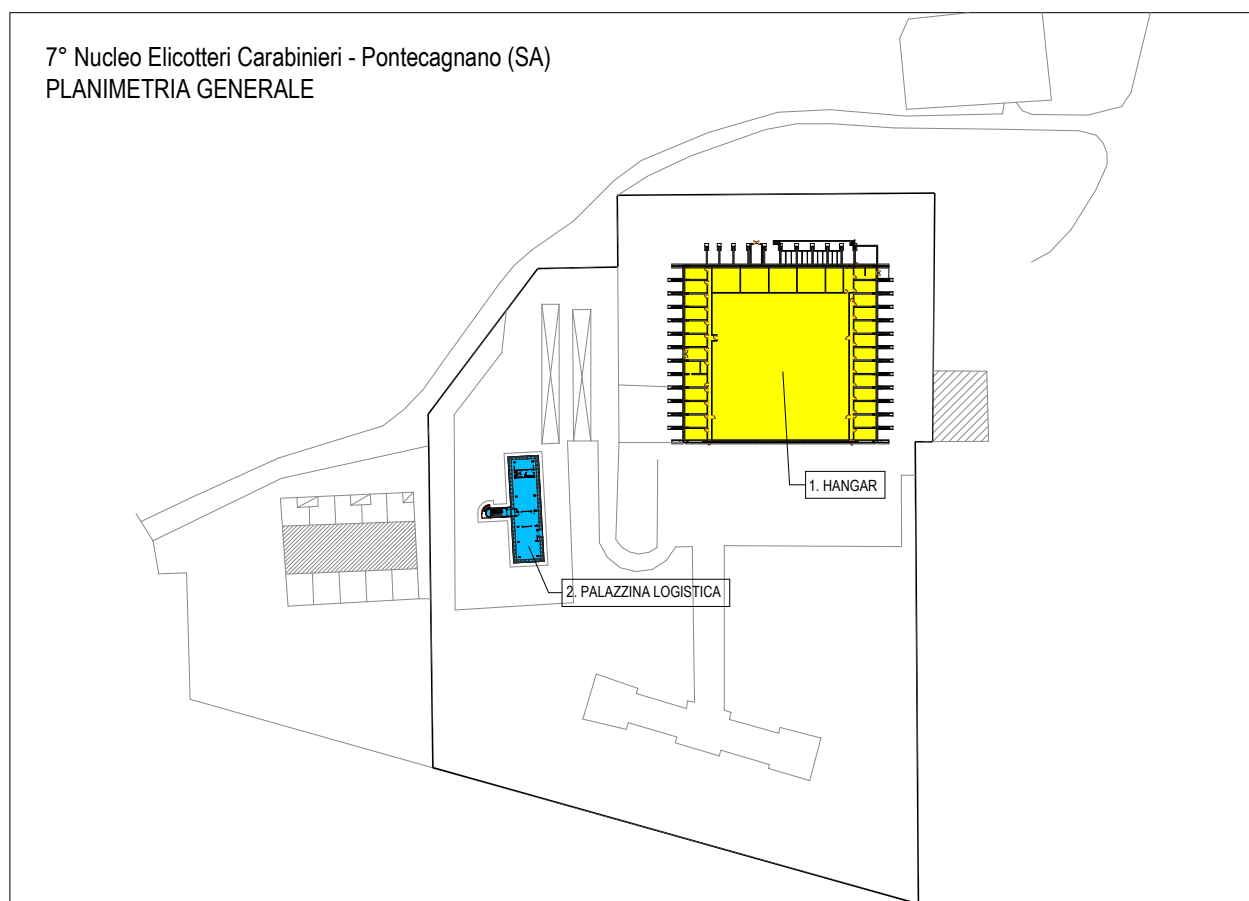 7° Nucleo Elicotteri Carabinieri - Pontecagnano (SA)
PLANIMETRIA GENERALE
1. HANGAR
2. PALAZZINA LOGISTICA